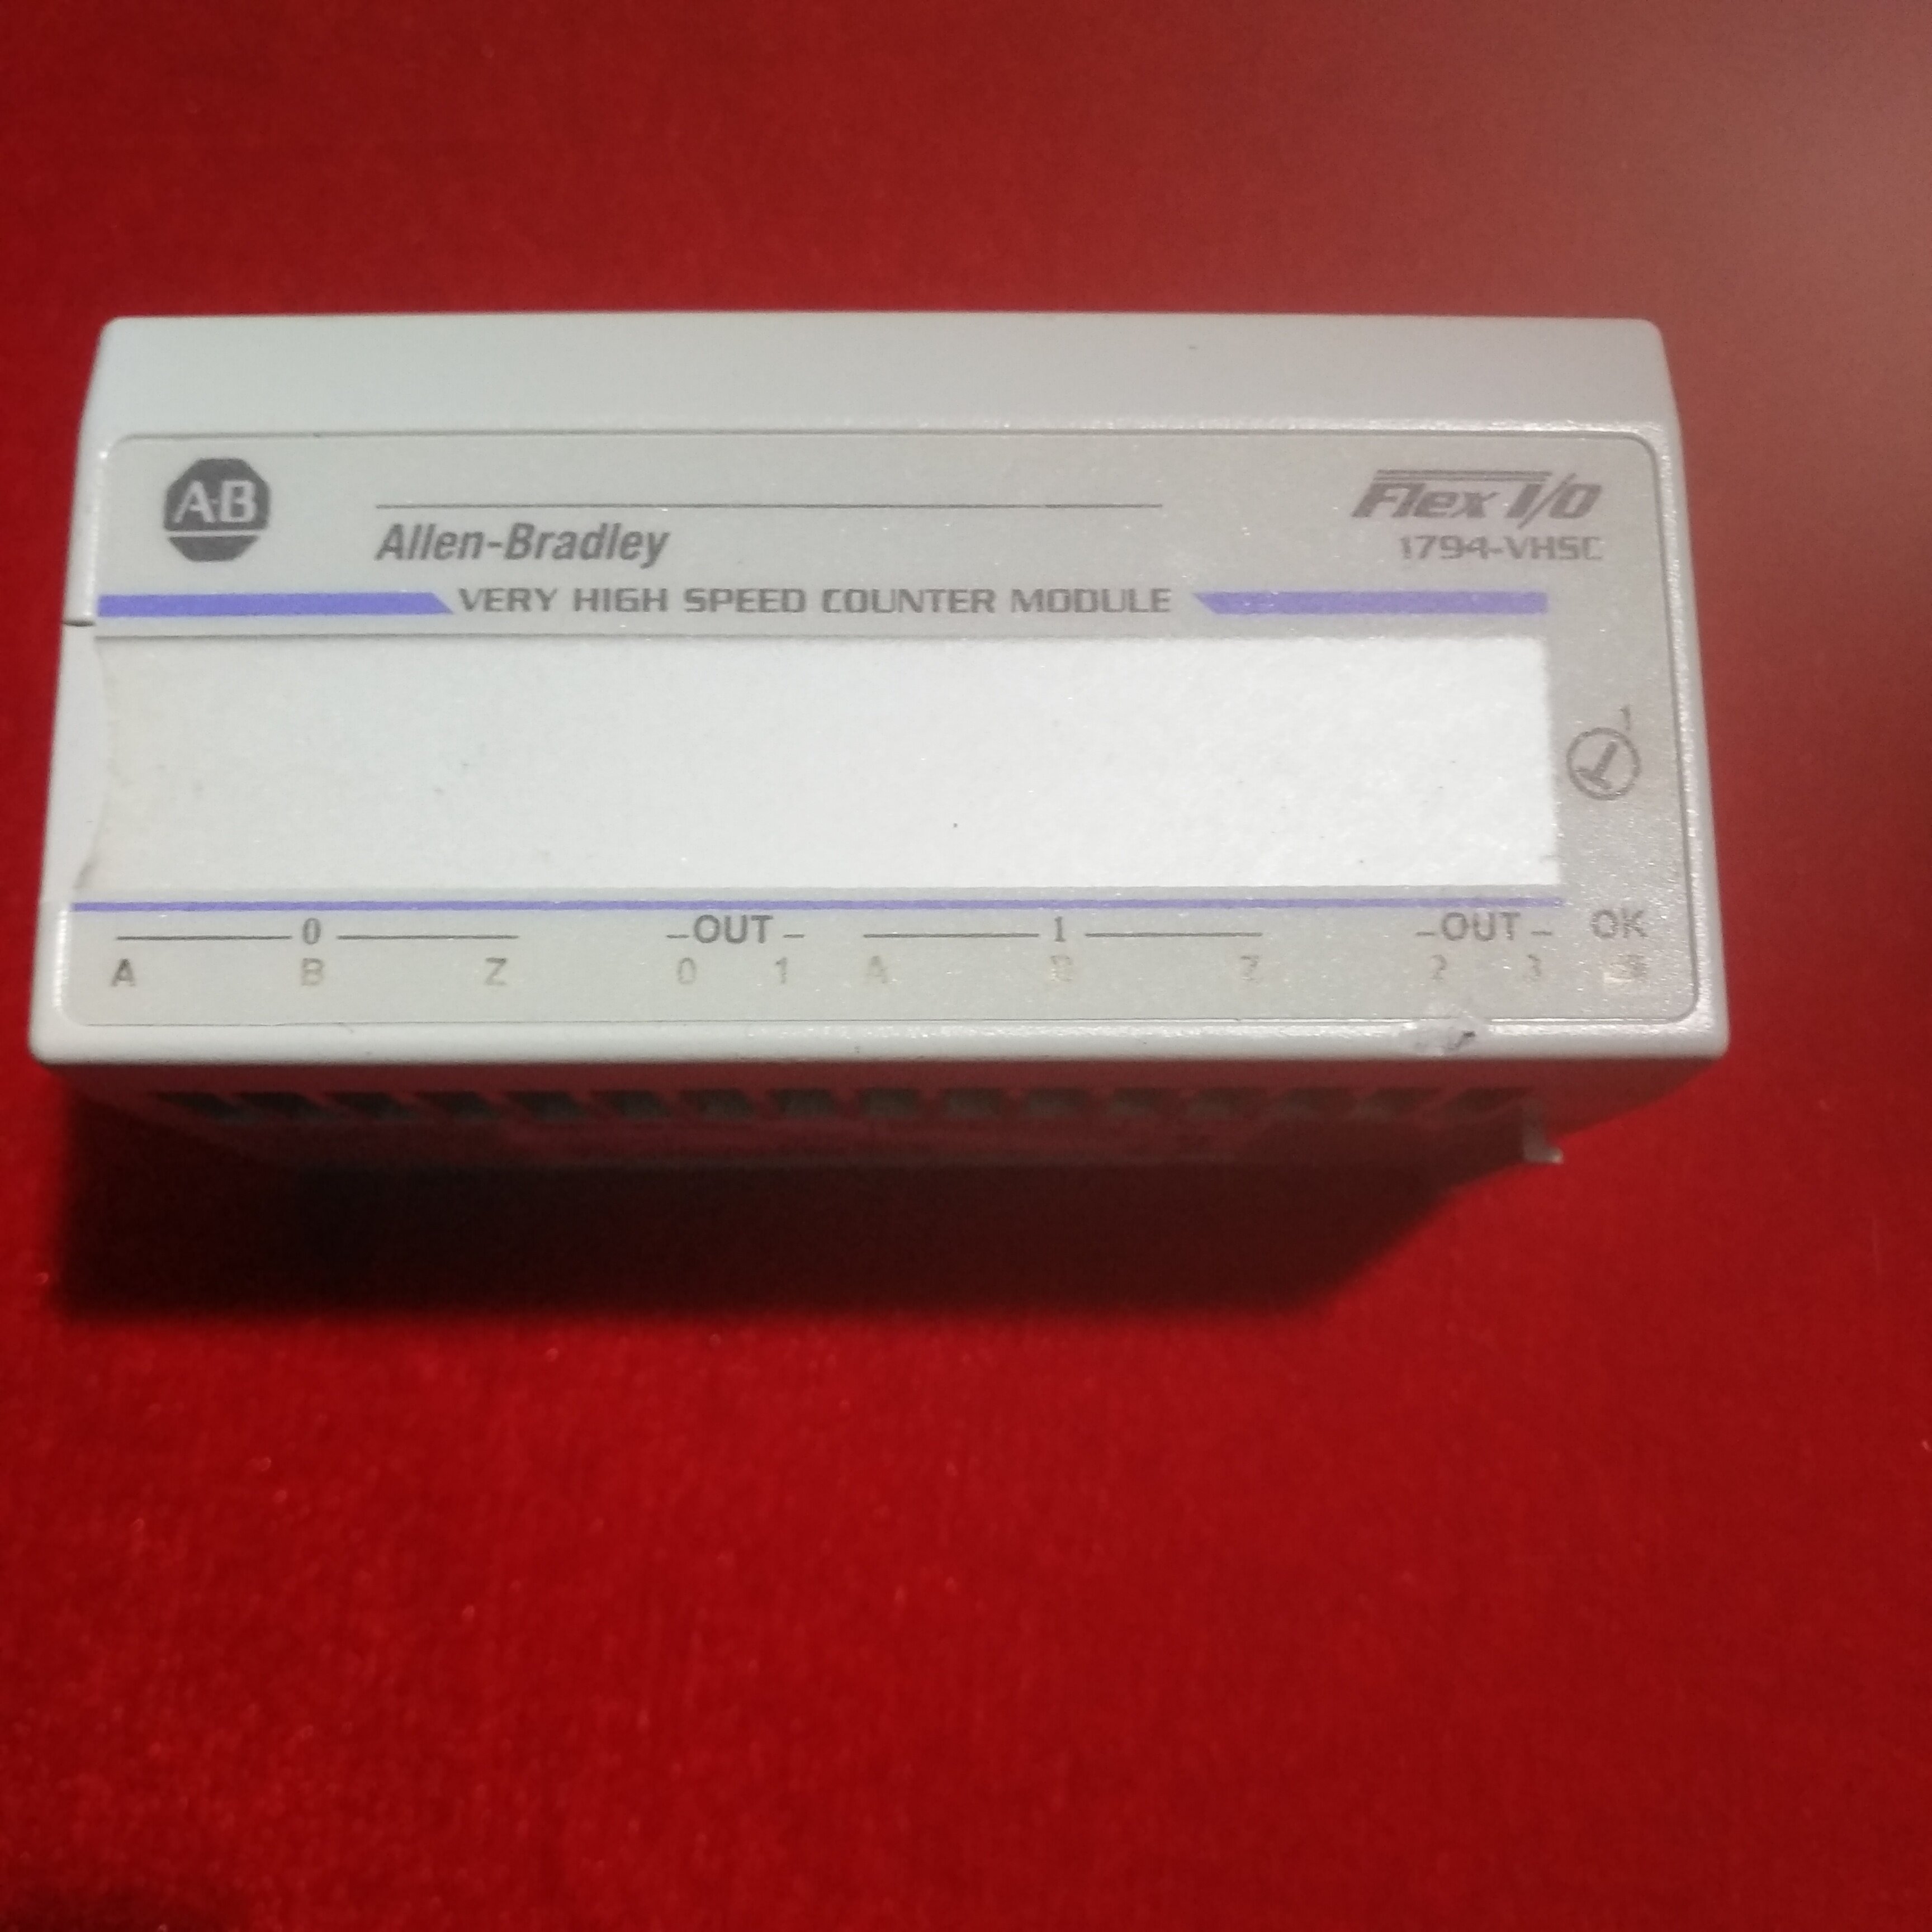 A-B
Allen-Bradley
Flex I/O
1794-VHSC
VERY HIGH SPEED COUNTER MODULE
1
0 -OUT- 1 -OUT- OK
A B Z 0 1 A B Z 2 3